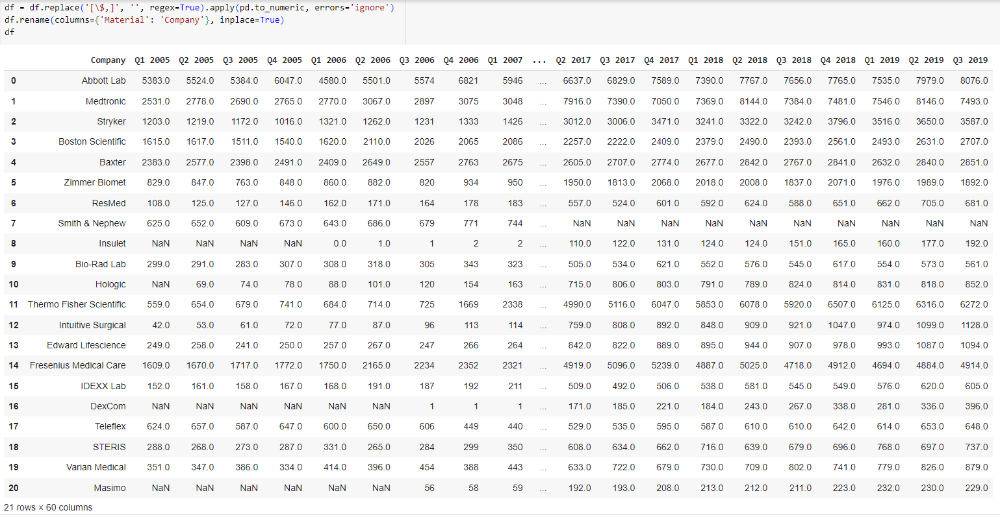 df = df.replace('[\$,]', '', regex=True).apply(pd.to_numeric, errors='ignore')
df.rename(columns={'Material': 'Company'}, inplace=True)
df
Company Q1 2005 Q2 2005 Q3 2005 Q4 2005 Q1 2006 Q2 2006 Q3 2006 Q4 2006 Q1 2007 ... Q2 2017 Q3 2017 Q4 2017 Q1 2018 Q2 2018 Q3 2018 Q4 2018 Q1 2019 Q2 2019 Q3 2019
0 Abbott Lab 5383.0 5524.0 5384.0 6047.0 4580.0 5501.0 5574 6821 5946 ... 6637.0 6829.0 7589.0 7390.0 7767.0 7656.0 7765.0 7535.0 7979.0 8076.0
1 Medtronic 2531.0 2778.0 2690.0 2765.0 2770.0 3067.0 2897 3075 3048 ... 7916.0 7390.0 7050.0 7369.0 8144.0 7384.0 7481.0 7546.0 8146.0 7493.0
2 Stryker 1203.0 1219.0 1172.0 1016.0 1321.0 1262.0 1231 1333 1426 ... 3012.0 3006.0 3471.0 3241.0 3322.0 3242.0 3796.0 3516.0 3650.0 3587.0
3 Boston Scientific 1615.0 1617.0 1511.0 1540.0 1620.0 2110.0 2026 2065 2086 ... 2257.0 2222.0 2409.0 2379.0 2490.0 2393.0 2561.0 2493.0 2631.0 2707.0
4 Baxter 2383.0 2577.0 2398.0 2491.0 2409.0 2649.0 2557 2763 2675 ... 2605.0 2707.0 2774.0 2677.0 2842.0 2767.0 2841.0 2632.0 2840.0 2851.0
5 Zimmer Biomet 829.0 847.0 763.0 848.0 860.0 882.0 820 934 950 ... 1950.0 1813.0 2068.0 2018.0 2008.0 1837.0 2071.0 1976.0 1989.0 1892.0
6 ResMed 108.0 125.0 127.0 146.0 162.0 171.0 164 178 183 ... 557.0 524.0 601.0 592.0 624.0 588.0 651.0 662.0 705.0 681.0
7 Smith & Nephew 625.0 652.0 609.0 673.0 643.0 686.0 679 771 744 ... NaN NaN NaN NaN NaN NaN NaN NaN NaN NaN
8 Insulet NaN NaN NaN NaN 0.0 1.0 1 2 2 ... 110.0 122.0 131.0 124.0 124.0 151.0 165.0 160.0 177.0 192.0
9 Bio-Rad Lab 299.0 291.0 283.0 307.0 308.0 318.0 305 343 323 ... 505.0 534.0 621.0 552.0 576.0 545.0 617.0 554.0 573.0 561.0
10 Hologic NaN 69.0 74.0 78.0 88.0 101.0 120 154 163 ... 715.0 806.0 803.0 791.0 789.0 824.0 814.0 831.0 818.0 852.0
11 Thermo Fisher Scientific 559.0 654.0 679.0 741.0 684.0 714.0 725 1669 2338 ... 4990.0 5116.0 6047.0 5853.0 6078.0 5920.0 6507.0 6125.0 6316.0 6272.0
12 Intuitive Surgical 42.0 53.0 61.0 72.0 77.0 87.0 96 113 114 ... 759.0 808.0 892.0 848.0 909.0 921.0 1047.0 974.0 1099.0 1128.0
13 Edward Lifescience 249.0 258.0 241.0 250.0 257.0 267.0 247 266 264 ... 842.0 822.0 889.0 895.0 944.0 907.0 978.0 993.0 1087.0 1094.0
14 Fresenius Medical Care 1609.0 1670.0 1717.0 1772.0 1750.0 2165.0 2234 2352 2321 ... 4919.0 5096.0 5239.0 4887.0 5025.0 4718.0 4912.0 4694.0 4884.0 4914.0
15 IDEXX Lab 152.0 161.0 158.0 167.0 168.0 191.0 187 192 211 ... 509.0 492.0 506.0 538.0 581.0 545.0 549.0 576.0 620.0 605.0
16 DexCom NaN NaN NaN NaN NaN NaN 1 1 1 ... 171.0 185.0 221.0 184.0 243.0 267.0 338.0 281.0 336.0 396.0
17 Teleflex 624.0 657.0 587.0 647.0 600.0 650.0 606 449 440 ... 529.0 535.0 595.0 587.0 610.0 610.0 642.0 614.0 653.0 648.0
18 STERIS 288.0 268.0 273.0 287.0 331.0 265.0 284 299 350 ... 608.0 634.0 662.0 716.0 639.0 679.0 696.0 768.0 697.0 737.0
19 Varian Medical 351.0 347.0 386.0 334.0 414.0 396.0 454 388 443 ... 633.0 722.0 679.0 730.0 709.0 802.0 741.0 779.0 826.0 879.0
20 Masimo NaN NaN NaN NaN NaN NaN 56 58 59 ... 192.0 193.0 208.0 213.0 212.0 211.0 223.0 232.0 230.0 229.0
21 rows × 60 columns